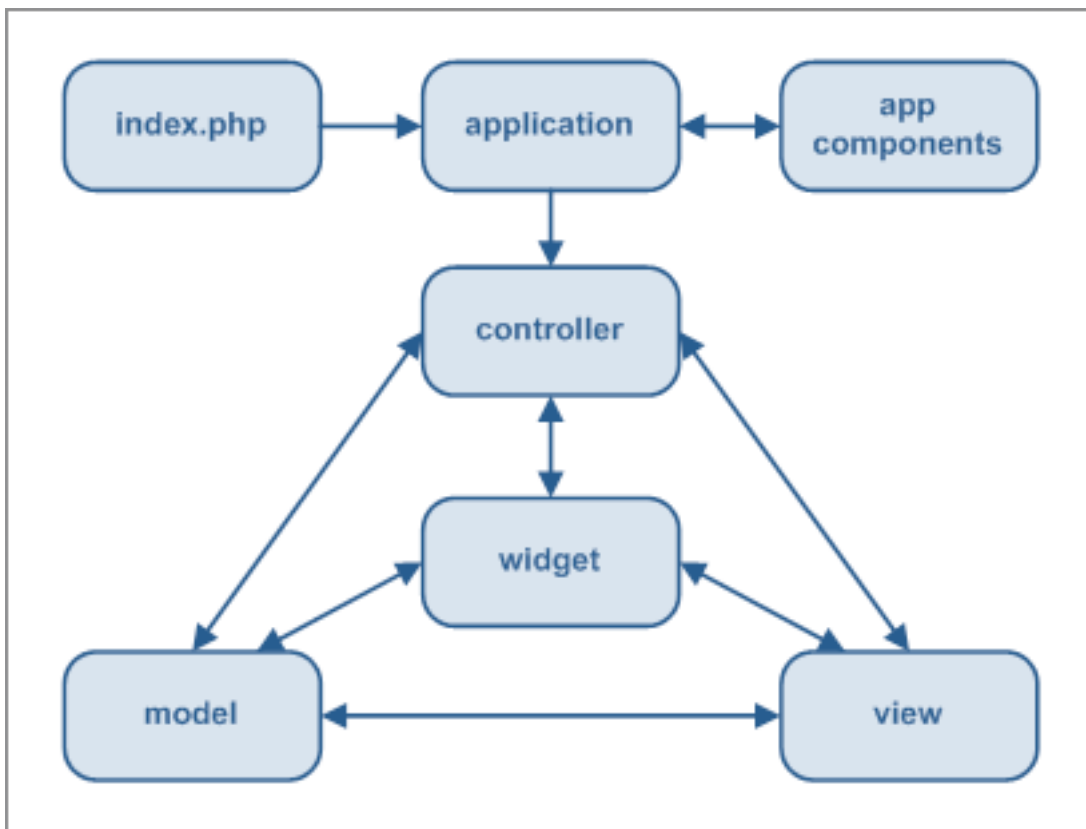 index.php
application
app
components
controller
widget
model
view